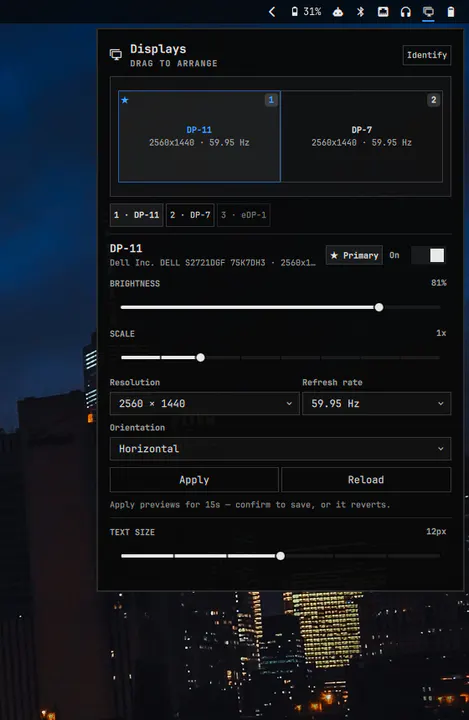 31%
Displays
DRAG TO ARRANGE
Identify
★ 1
DP-11
2560x1440 · 59.95 Hz
2
DP-7
2560x1440 · 59.95 Hz
1 · DP-11 2 · DP-7 3 · eDP-1
DP-11
Dell Inc. DELL S2721DGF 7SK7DH3 · 2560x1…
★ Primary On
BRIGHTNESS 81%
SCALE 1x
Resolution Refresh rate
2560 × 1440 59.95 Hz
Orientation
Horizontal
Apply Reload
Apply previews for 15s — confirm to save, or it reverts.
TEXT SIZE 12px